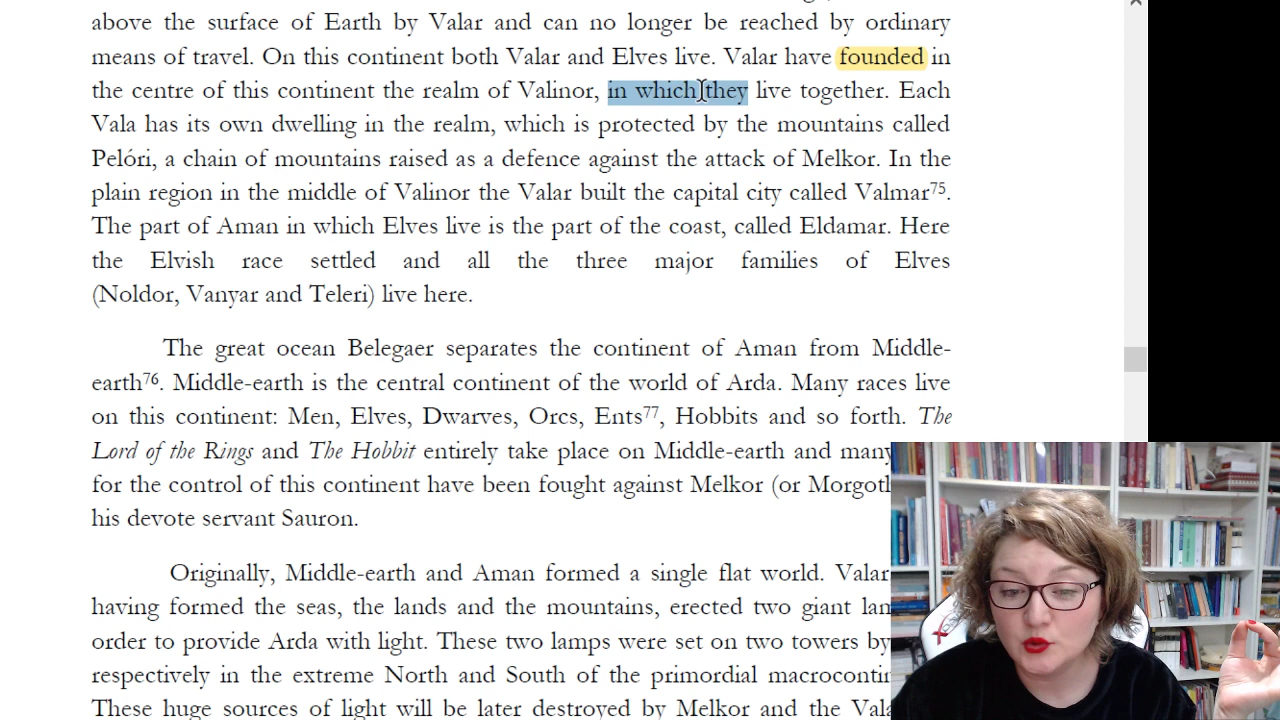 above the surface of Earth by Valar and can no longer be reached by ordinary
means of travel. On this continent both Valar and Elves live. Valar have founded in
the centre of this continent the realm of Valinor, in which they live together. Each
Vala has its own dwelling in the realm, which is protected by the mountains called
Pelóri, a chain of mountains raised as a defence against the attack of Melkor. In the
plain region in the middle of Valinor the Valar built the capital city called Valmar75.
The part of Aman in which Elves live is the part of the coast, called Eldamar. Here
the Elvish race settled and all the three major families of Elves
(Noldor, Vanyar and Teleri) live here.
The great ocean Belegaer separates the continent of Aman from Middle-
earth76. Middle-earth is the central continent of the world of Arda. Many races live
on this continent: Men, Elves, Dwarves, Orcs, Ents77, Hobbits and so forth. The
Lord of the Rings and The Hobbit entirely take place on Middle-earth and many
for the control of this continent have been fought against Melkor (or
his devote servant Sauron.
Originally, Middle-earth and Aman formed a single flat world. Valar
having formed the seas, the lands and the mountains, erected two giant
order to provide Arda with light. These two lamps were set on two towers by
respectively in the extreme North and South of the primordial
These huge sources of light will be later destroyed by Melkor and the